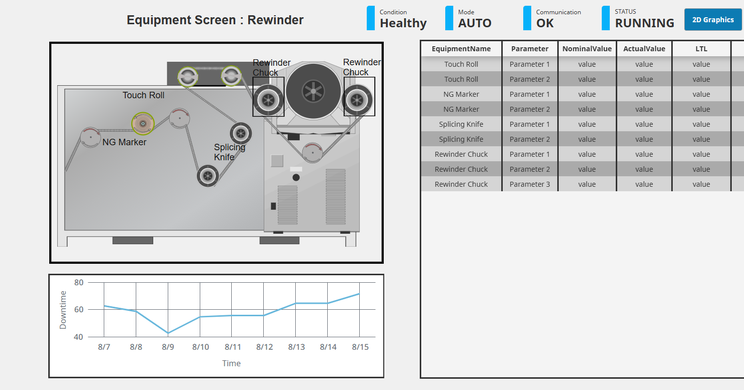 Equipment Screen : Rewinder
Condition
Healthy
Mode
AUTO
Communication
OK
STATUS
RUNNING
2D Graphics
Rewinder
Chuck
Rewinder
Chuck
Touch Roll
NG Marker
Splicing
Knife
EquipmentName Parameter NominalValue ActualValue LTL
Touch Roll Parameter 1 value value value
Touch Roll Parameter 2 value value value
NG Marker Parameter 1 value value value
NG Marker Parameter 2 value value value
Splicing Knife Parameter 1 value value value
Splicing Knife Parameter 2 value value value
Rewinder Chuck Parameter 1 value value value
Rewinder Chuck Parameter 2 value value value
Rewinder Chuck Parameter 3 value value value
Downtime
80
60
40
8/7 8/8 8/9 8/10 8/11 8/12 8/13 8/14 8/15
Time